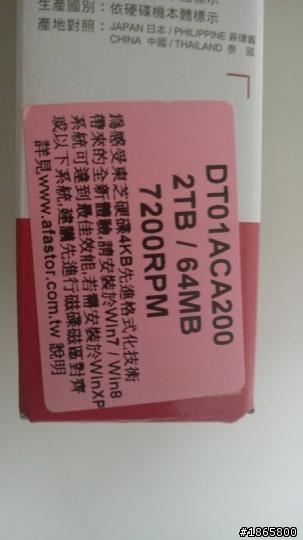 生產國別：依硬碟機本體標示
產地對照：JAPAN 日本 / PHILIPPINE 菲律賓
CHINA 中國 / THAILAND 泰國
DT01ACA200
2TB / 64MB
7200RPM
為感受東芝硬碟4KB先進格式化技術
帶來的全新體驗,請安裝於Win7 / Win8
系統可達到最佳效能,若需安裝於WinXP
或以下系統,建議先進行磁碟磁區對齊
詳見www.afastor.com.tw 說明
#1865800